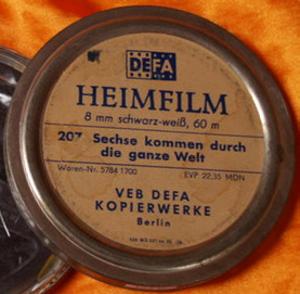 DEFA
HEIMFILM
8 mm schwarz-weiß, 60 m
207 Sechse kommen durch
die ganze Welt
Waren-Nr. 5784 1700 EVP 22,35 MDN
VEB DEFA
KOPIERWERKE
Berlin